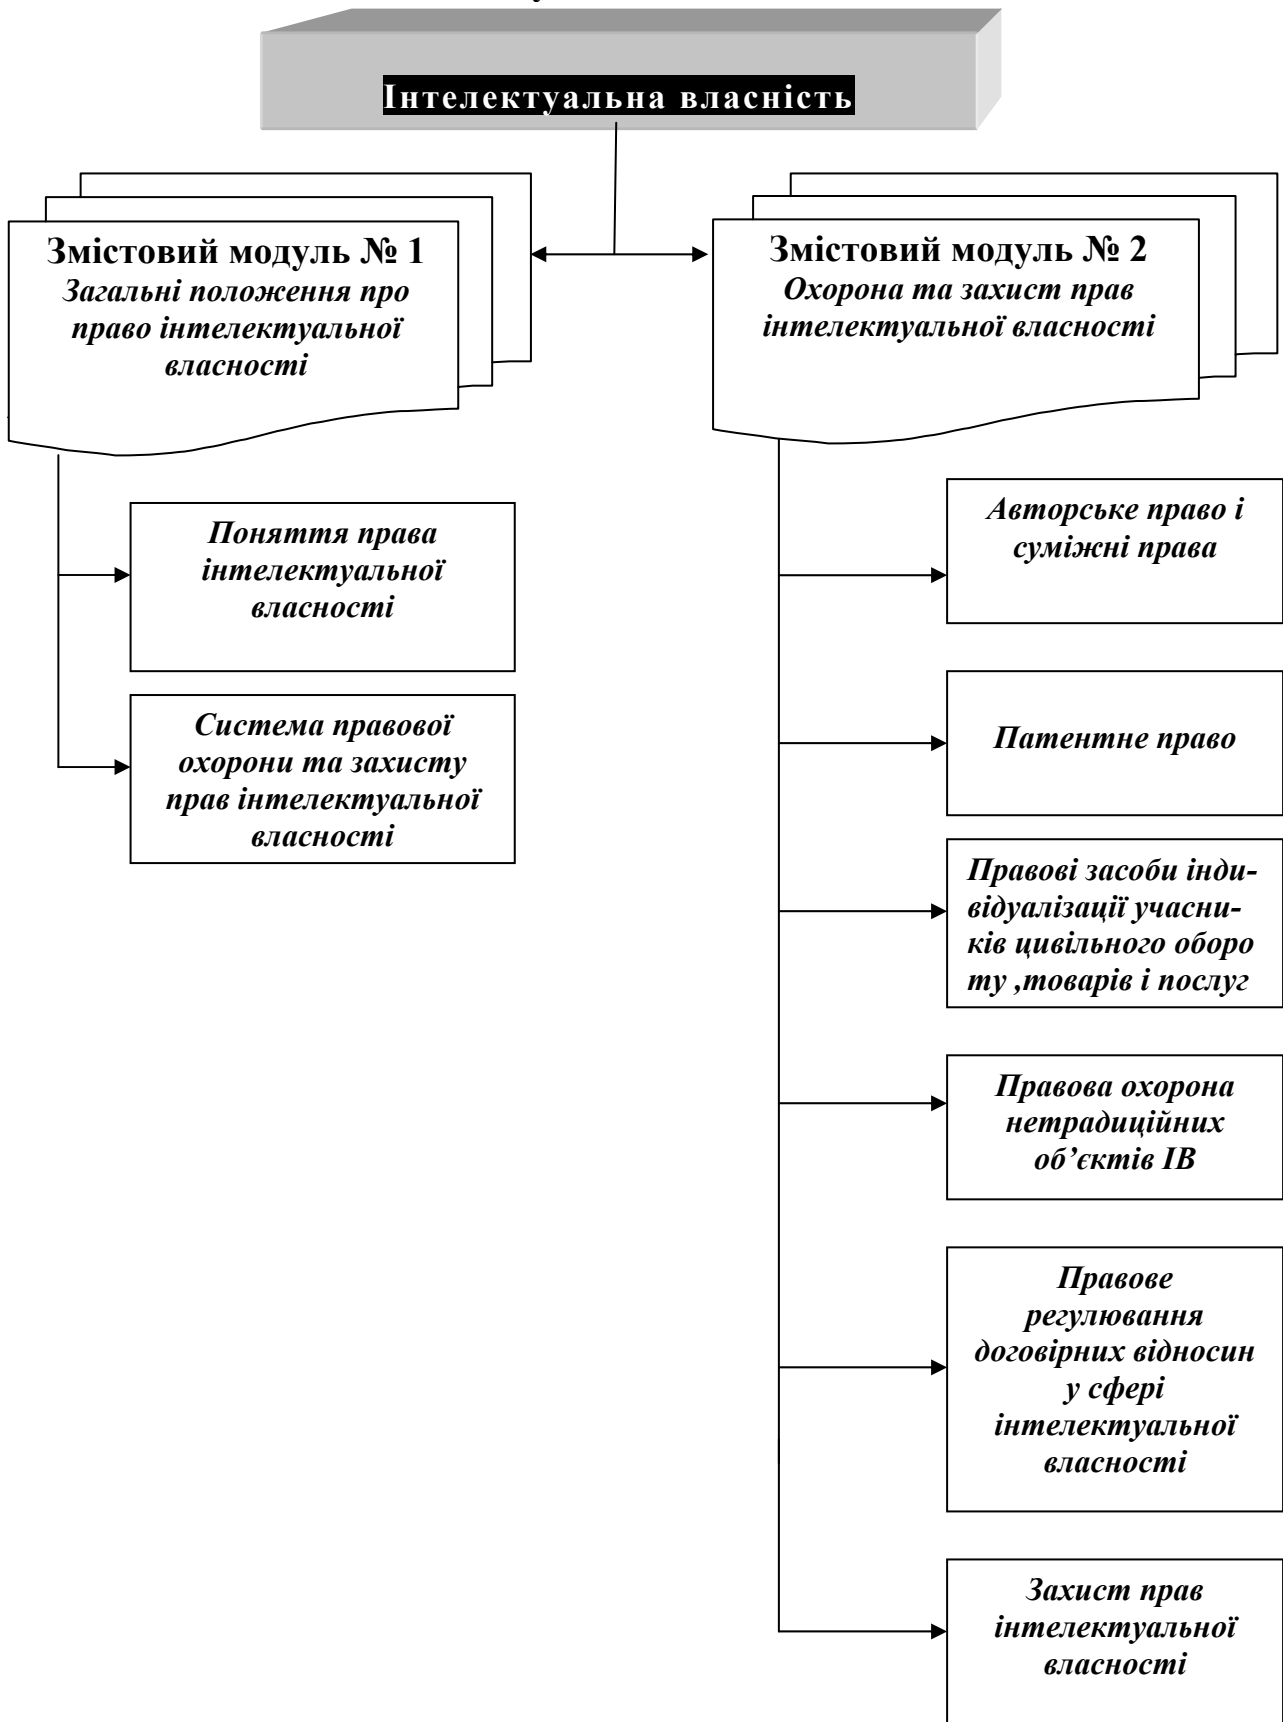 Інтелектуальна власність
Змістовий модуль № 1
Загальні положення про
право інтелектуальної
власності
Змістовий модуль № 2
Охорона та захист прав
інтелектуальної власності
Поняття права
інтелектуальної
власності
Система правової
охорони та захисту
прав інтелектуальної
власності
Авторське право і
суміжні права
Патентне право
Правові засоби інди-
відуалізації учасни-
ків цивільного оборо
ту ,товарів і послуг
Правова охорона
нетрадиційних
об’єктів ІВ
Правове
регулювання
договірних відносин
у сфері
інтелектуальної
власності
Захист прав
інтелектуальної
власності